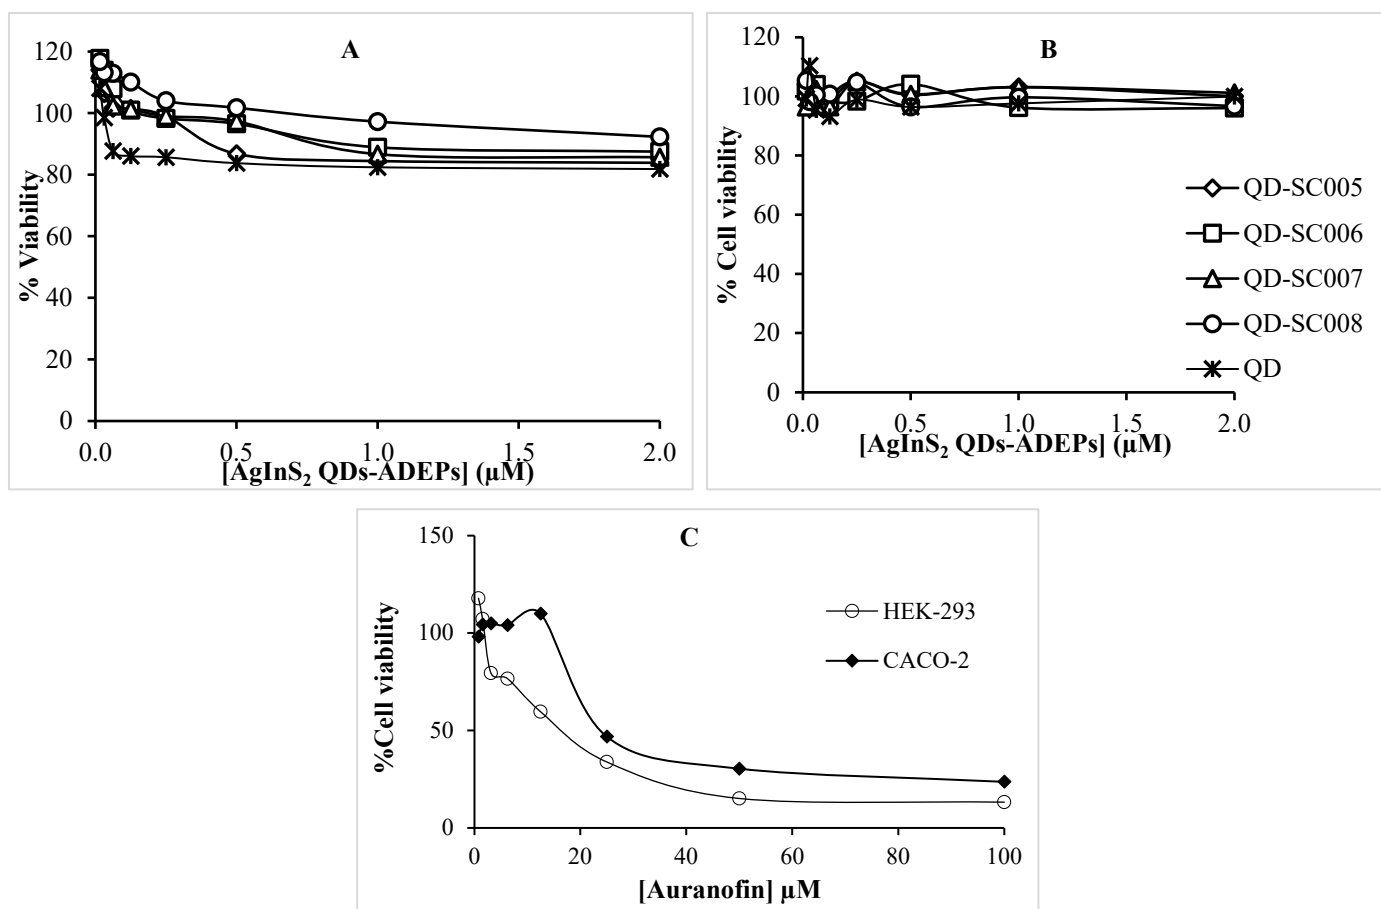 A
% Viability
120
100
80
60
40
20
0
0.0 0.5 1.0 1.5 2.0
[AgInS₂ QDs-ADEPs] (µM)
B
% Cell viability
120
100
80
60
40
20
0
0.0 0.5 1.0 1.5 2.0
[AgInS₂ QDs-ADEPs] (µM)
QD-SC005
QD-SC006
QD-SC007
QD-SC008
QD
C
%Cell viability
150
100
50
0
0 20 40 60 80 100
[Auranofin] µM
HEK-293
CACO-2